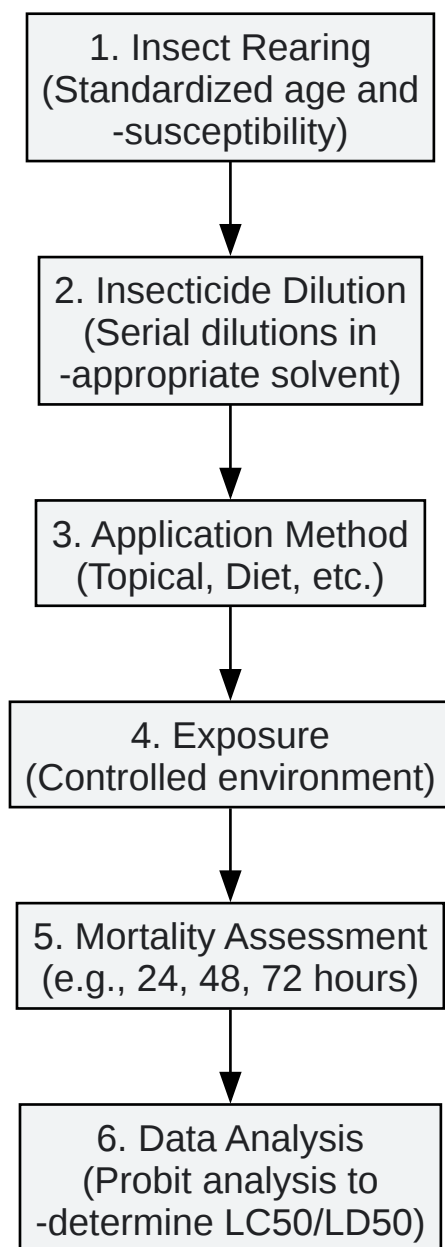 1. Insect Rearing
(Standardized age and
-susceptibility)
2. Insecticide Dilution
(Serial dilutions in
-appropriate solvent)
3. Application Method
(Topical, Diet, etc.)
4. Exposure
(Controlled environment)
5. Mortality Assessment
(e.g., 24, 48, 72 hours)
6. Data Analysis
(Probit analysis to
-determine LC50/LD50)